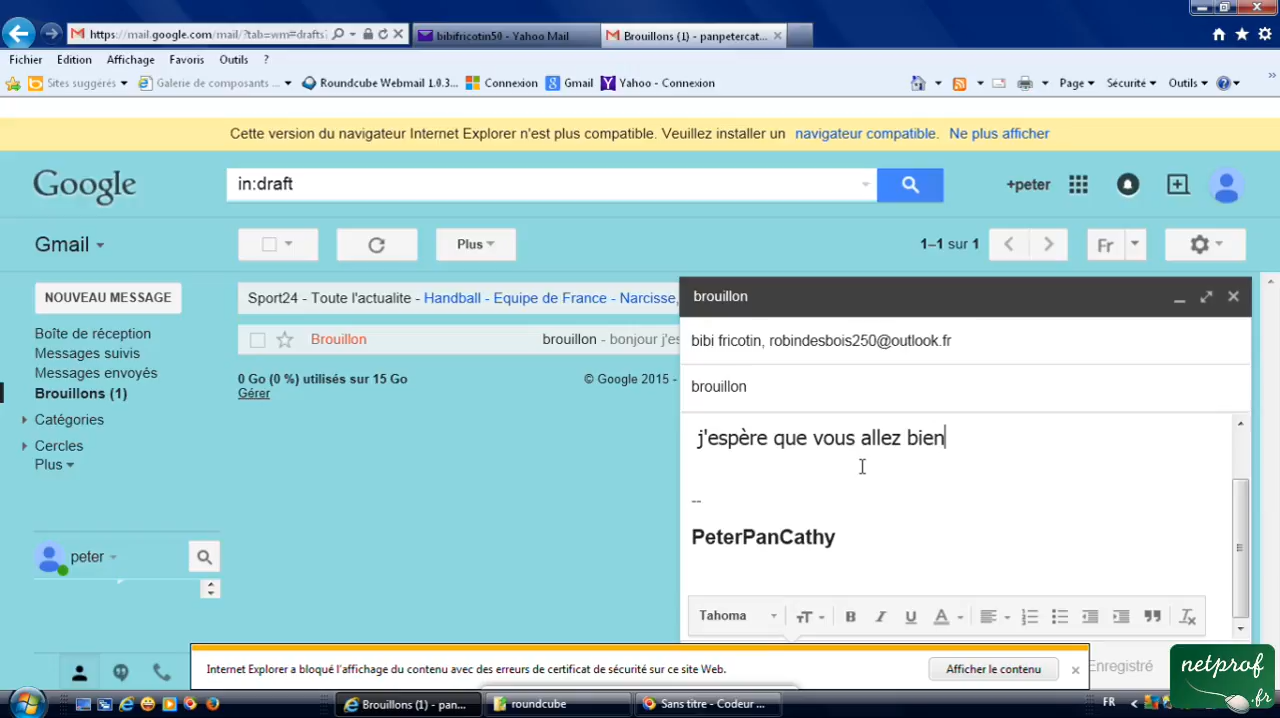 https://mail.google.com/mail/?tab=wm#drafts
bibifricotin50 - Yahoo Mail
Brouillons (1) - panpetercat...
Fichier Edition Affichage Favoris Outils ?
Sites suggérés Galerie de composants ... Roundcube Webmail 1.0.3... Connexion Gmail Yahoo - Connexion
Page Sécurité Outils
Cette version du navigateur Internet Explorer n'est plus compatible. Veuillez installer un navigateur compatible. Ne plus afficher
Google
in:draft
+peter
Gmail
Plus
1–1 sur 1
Fr
NOUVEAU MESSAGE
Boîte de réception
Messages suivis
Messages envoyés
Brouillons (1)
Catégories
Cercles
Plus
peter
Sport24 - Toute l'actualite - Handball - Equipe de France - Narcisse,
Brouillon brouillon - bonjour j'es
0 Go (0 %) utilisés sur 15 Go
Gérer
© Google 2015 -
brouillon
bibi fricotin, robindesbois250@outlook.fr
brouillon
j'espère que vous allez bien
--
PeterPanCathy
Tahoma
Enregistré
Internet Explorer a bloqué l'affichage du contenu avec des erreurs de certificat de sécurité sur ce site Web.
Afficher le contenu
Brouillons (1) - pan...
roundcube
Sans titre - Codeur ...
FR
netprof
.fr